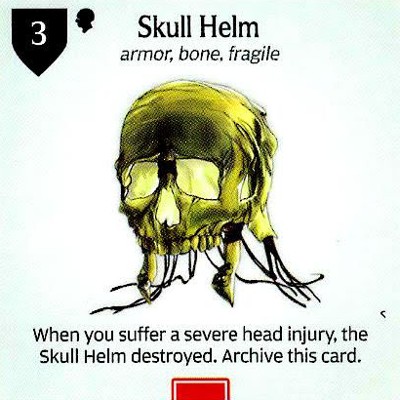 3
Skull Helm
armor, bone, fragile
When you suffer a severe head injury, the
Skull Helm destroyed. Archive this card.